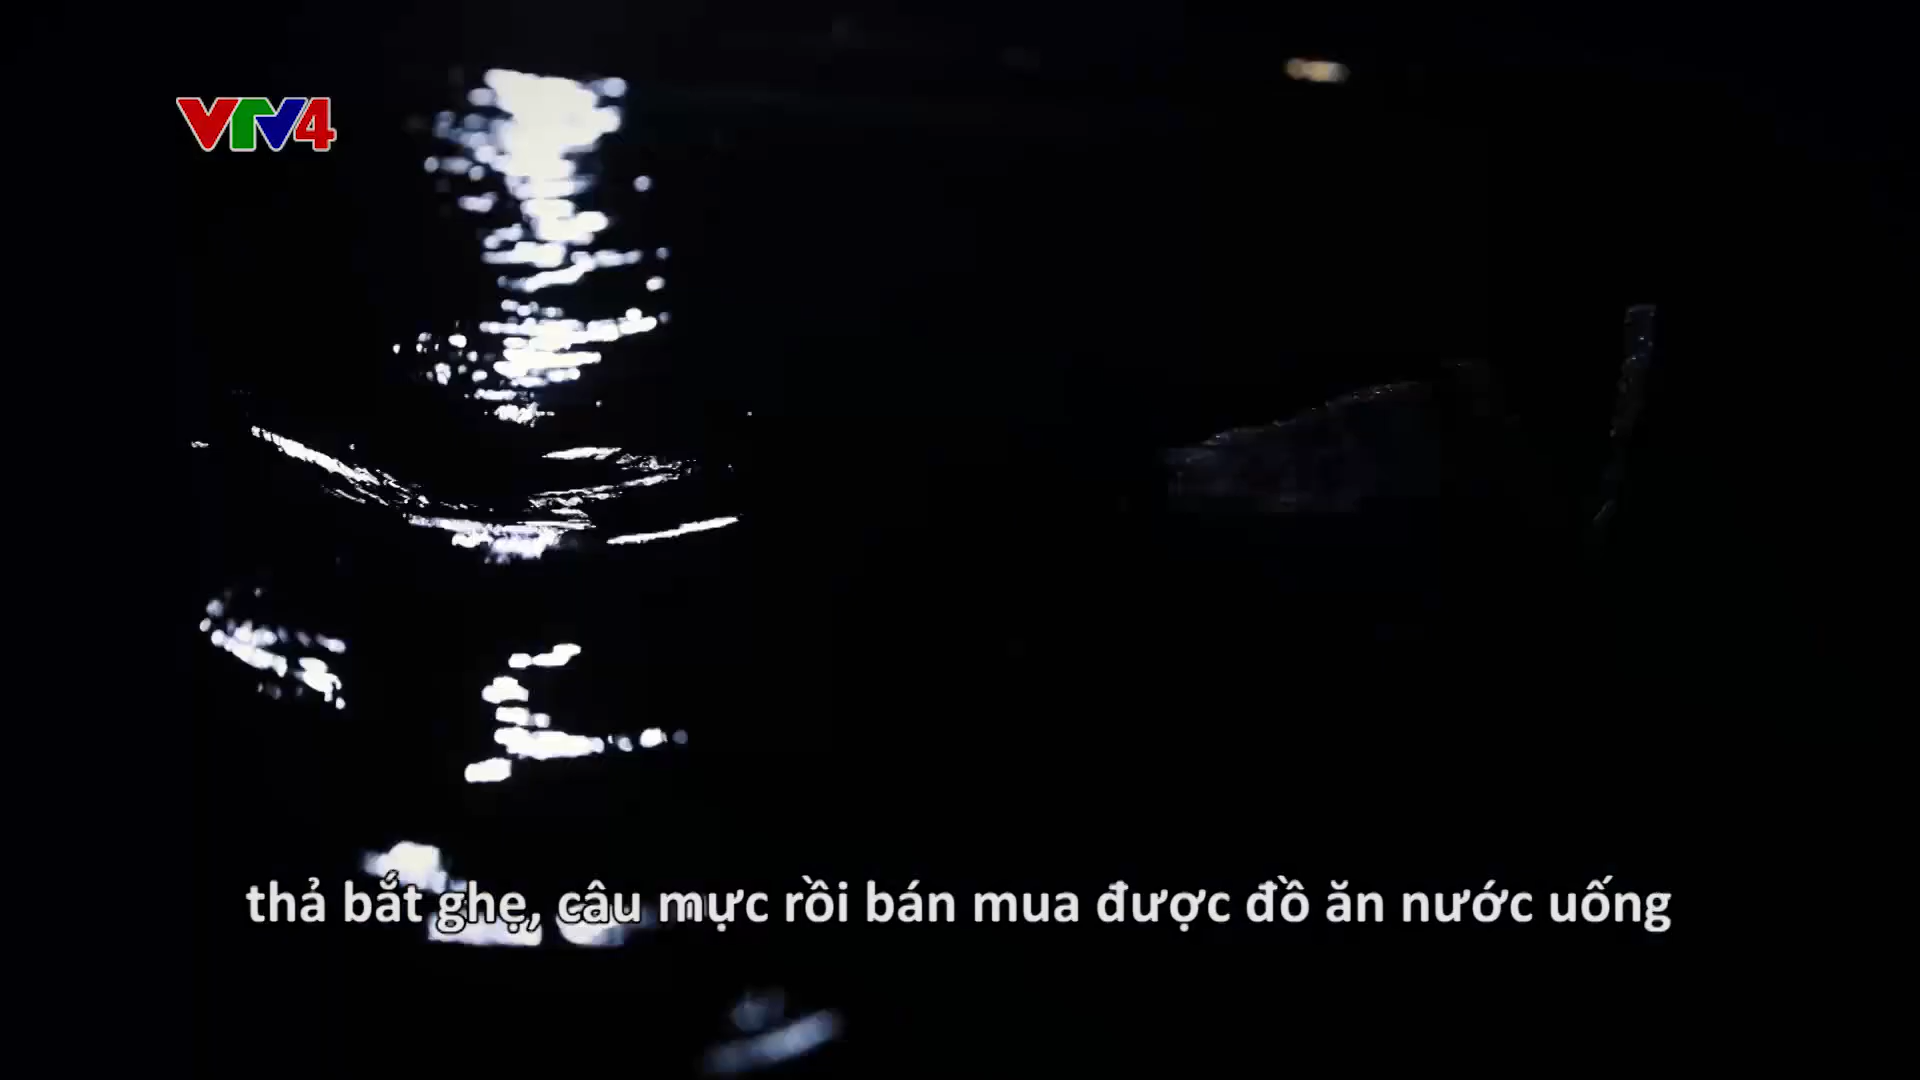 VTV4
thả bắt ghẹ, câu mực rồi bán mua được đồ ăn nước uống